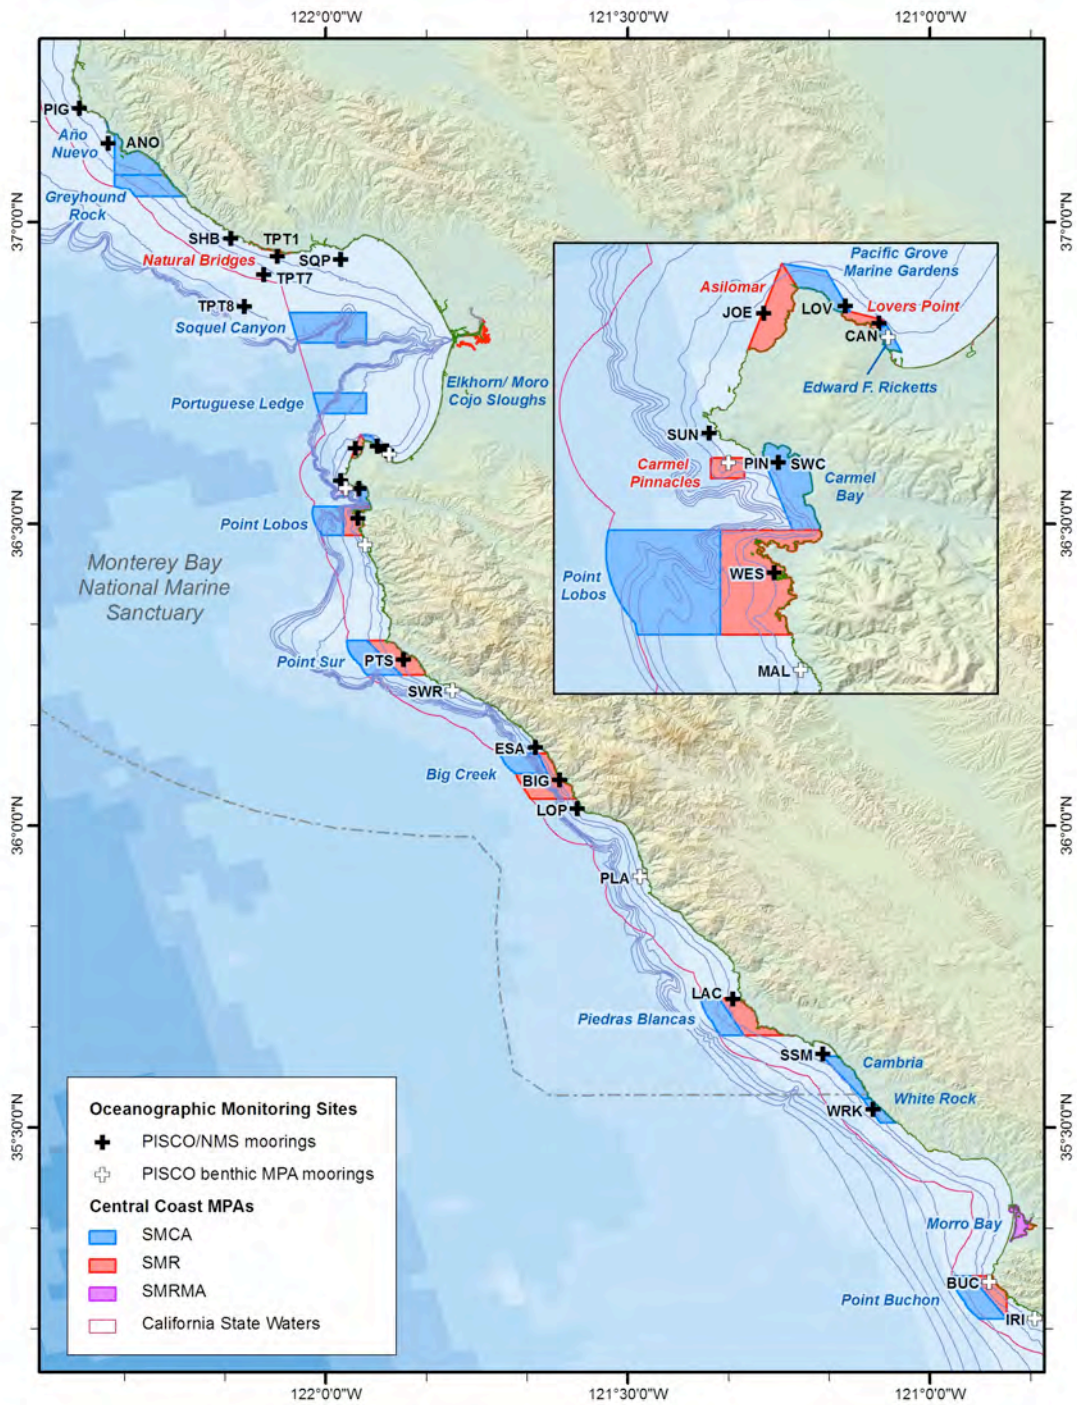 122°0'0"W
121°30'0"W
121°0'0"W
PIG
Año
Nuevo
ANO
Greyhound
Rock
37°0'0"N
37°0'0"N
SHB
TPT1
Natural Bridges
SQP
TPT7
TPT8
Soquel Canyon
Elkhorn/ Moro
Cojo Sloughs
Portuguese Ledge
Pacific Grove
Marine Gardens
Asilomar
JOE
LOV
Lovers Point
CAN
Edward F. Ricketts
SUN
PIN
SWC
Carmel
Pinnacles
Carmel
Bay
WES
Point
Lobos
MAL
36°30'0"N
36°30'0"N
Point Lobos
Monterey Bay
National Marine
Sanctuary
Point Sur
PTS
SWR
ESA
Big Creek
BIG
LOP
36°0'0"N
36°0'0"N
PLA
LAC
Piedras Blancas
SSM
Cambria
White Rock
WRK
35°30'0"N
35°30'0"N
Morro Bay
BUC
Point Buchon
IRI
Oceanographic Monitoring Sites
PISCO/NMS moorings
PISCO benthic MPA moorings
Central Coast MPAs
SMCA
SMR
SMRMA
California State Waters
122°0'0"W
121°30'0"W
121°0'0"W